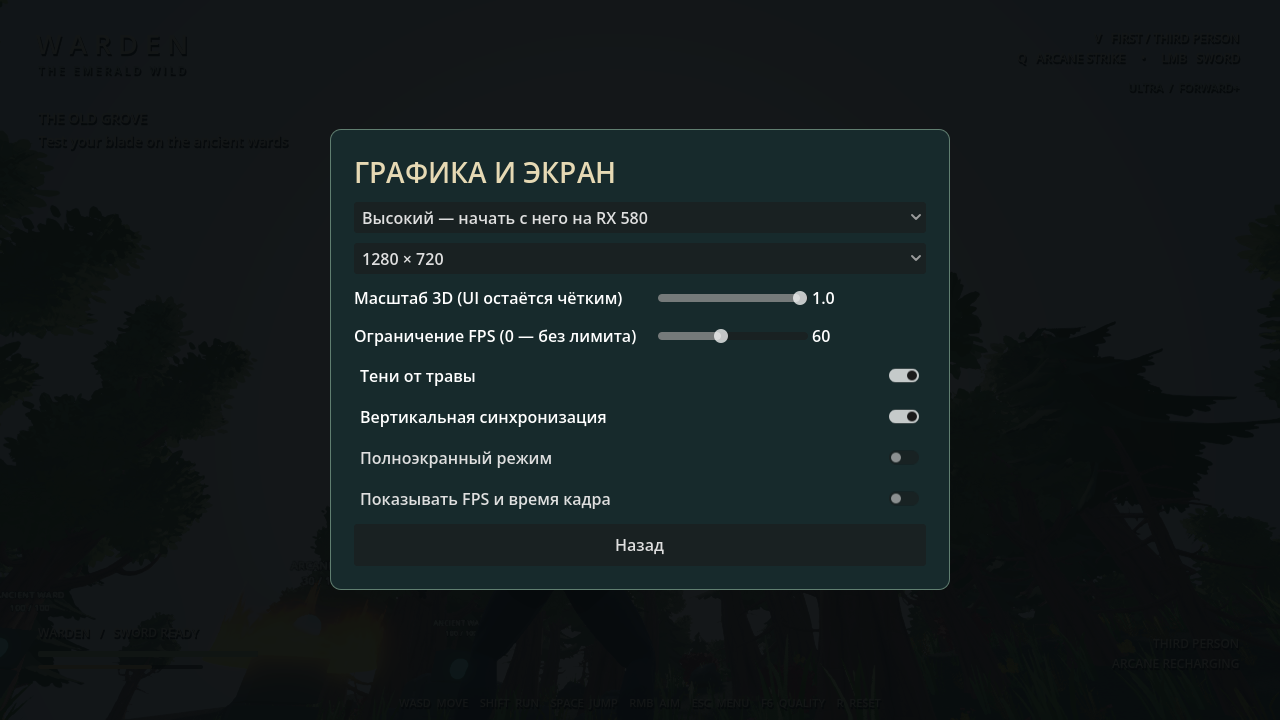 WARDEN
THE EMERALD WILD
THE OLD GROVE
Test your blade on the ancient wards
V FIRST / THIRD PERSON
Q ARCANE STRIKE • LMB SWORD
ULTRA / FORWARD+
ГРАФИКА И ЭКРАН
Высокий — начать с него на RX 580
1280 × 720
Масштаб 3D (UI остаётся чётким) 1.0
Ограничение FPS (0 — без лимита) 60
Тени от травы
Вертикальная синхронизация
Полноэкранный режим
Показывать FPS и время кадра
Назад
ANCIENT WARD
WARDEN / SWORD READY
THIRD PERSON
ARCANE RECHARGING
WASD MOVE SHIFT RUN SPACE JUMP RMB AIM ESC MENU F5 QUALITY R RESET